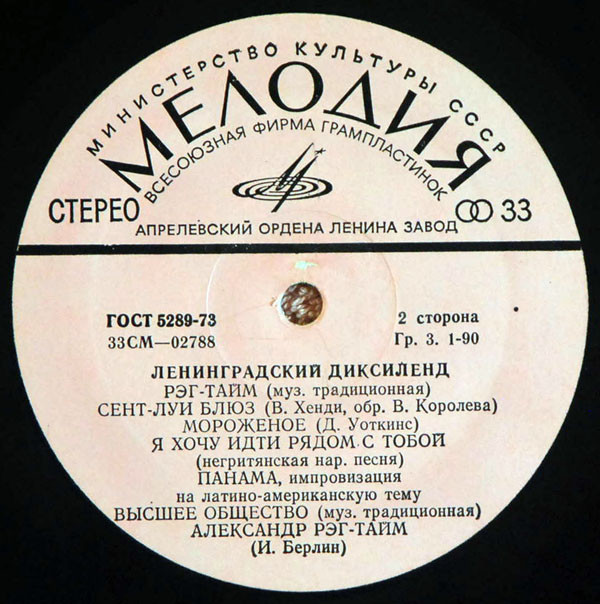 МИНИСТЕРСТВО КУЛЬТУРЫ СССР
МЕЛОДИЯ
ВСЕСОЮЗНАЯ ФИРМА ГРАМПЛАСТИНОК
СТЕРЕО
33
АПРЕЛЕВСКИЙ ОРДЕНА ЛЕНИНА ЗАВОД
ГОСТ 5289-73
2 сторона
33СМ—02788
Гр. 3. 1-90
ЛЕНИНГРАДСКИЙ ДИКСИЛЕНД
РЭГ-ТАЙМ (муз. традиционная)
СЕНТ-ЛУИ БЛЮЗ (В. Хенди, обр. В. Королева)
МОРОЖЕНОЕ (Д. Уоткинс)
Я ХОЧУ ИДТИ РЯДОМ С ТОБОЙ
(негритянская нар. песня)
ПАНАМА, импровизация
на латино-американскую тему
ВЫСШЕЕ ОБЩЕСТВО (муз. традиционная)
АЛЕКСАНДР РЭГ-ТАЙМ
(И. Берлин)